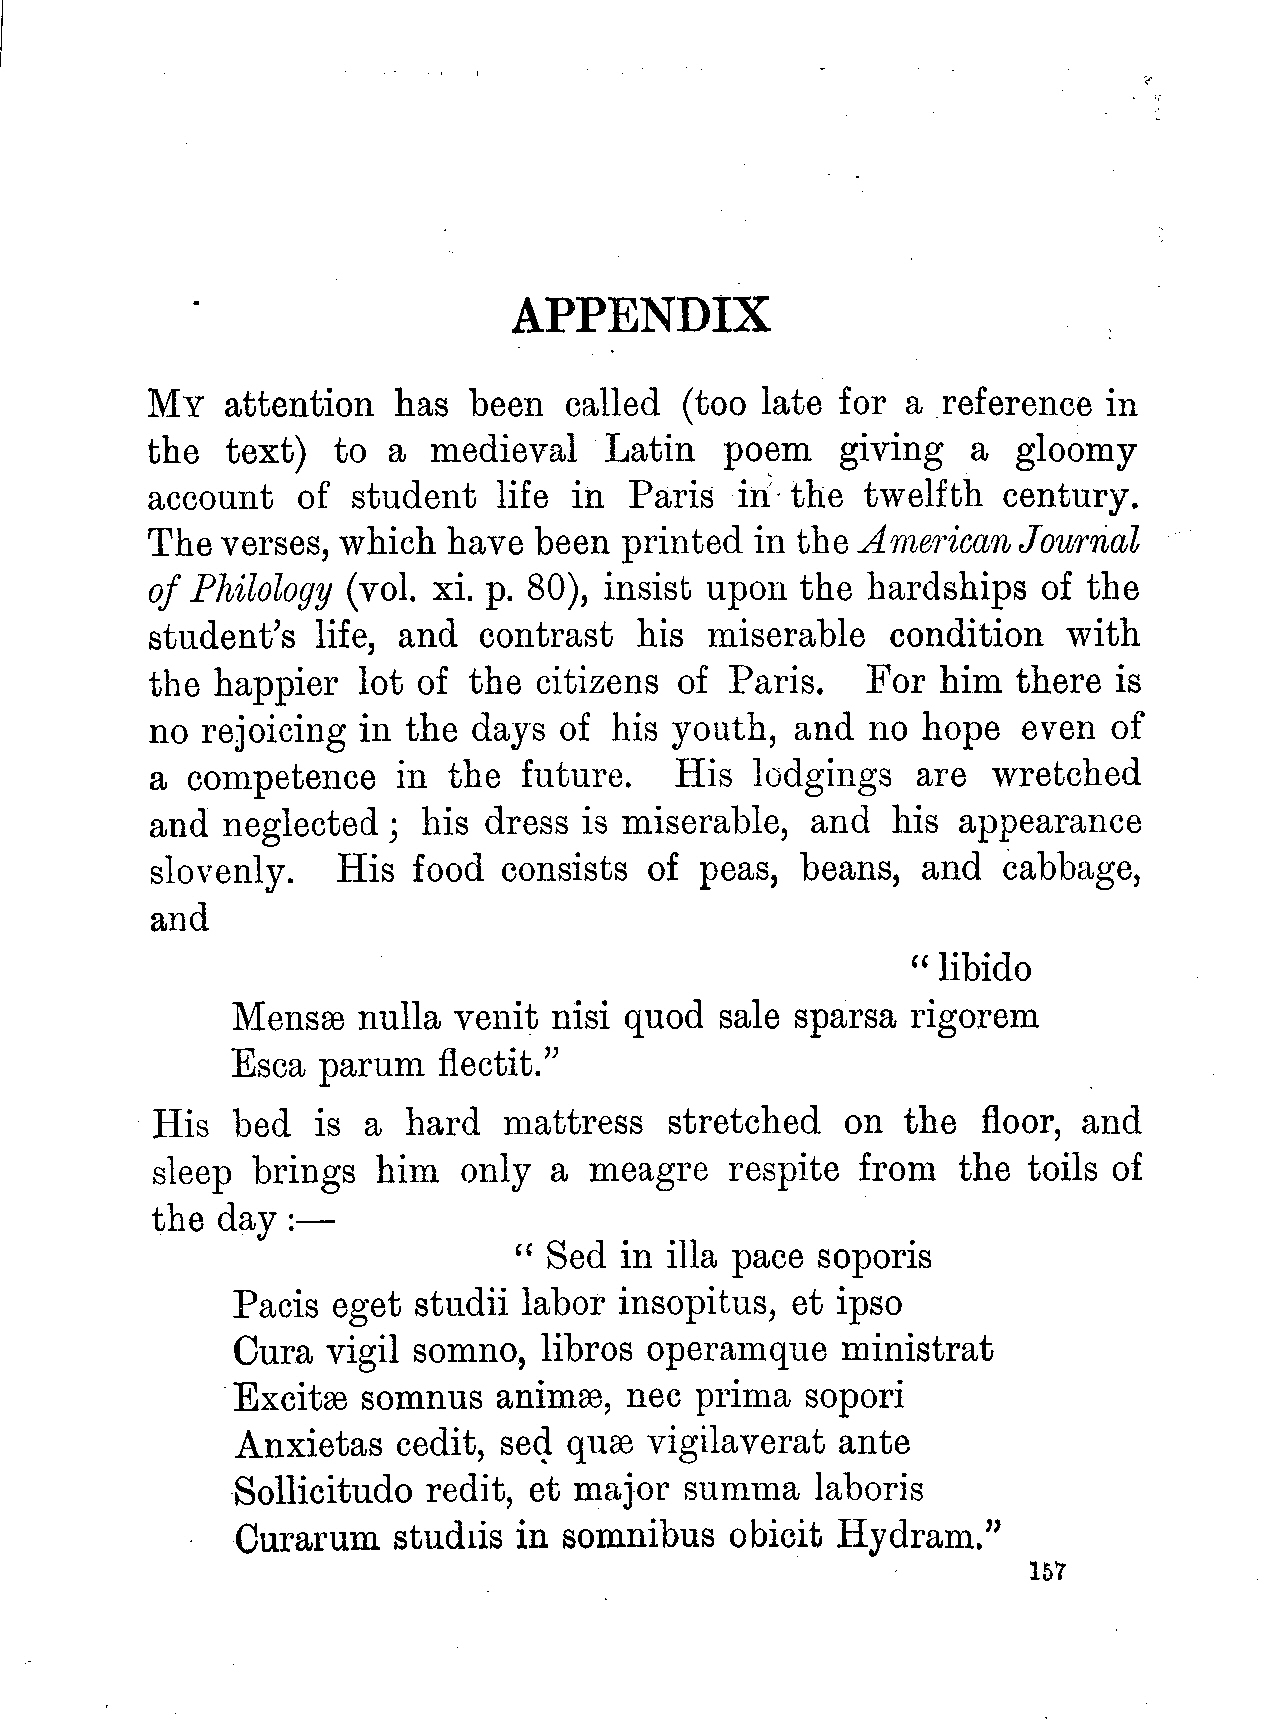 APPENDIX
MY attention has been called (too late for a reference in
the text) to a medieval Latin poem giving a gloomy
account of student life in Paris in the twelfth century.
The verses, which have been printed in the American Journal
of Philology (vol. xi. p. 80), insist upon the hardships of the
student's life, and contrast his miserable condition with
the happier lot of the citizens of Paris. For him there is
no rejoicing in the days of his youth, and no hope even of
a competence in the future. His lodgings are wretched
and neglected ; his dress is miserable, and his appearance
slovenly. His food consists of peas, beans, and cabbage,
and
“ libido
Mensæ nulla venit nisi quod sale sparsa rigorem
Esca parum flectit.”
His bed is a hard mattress stretched on the floor, and
sleep brings him only a meagre respite from the toils of
the day :—
“ Sed in illa pace soporis
Pacis eget studii labor insopitus, et ipso
Cura vigil somno, libros operamque ministrat
Excitæ somnus animæ, nec prima sopori
Anxietas cedit, sed quæ vigilaverat ante
Sollicitudo redit, et major summa laboris
Curarum studiis in somnibus obicit Hydram.”
157